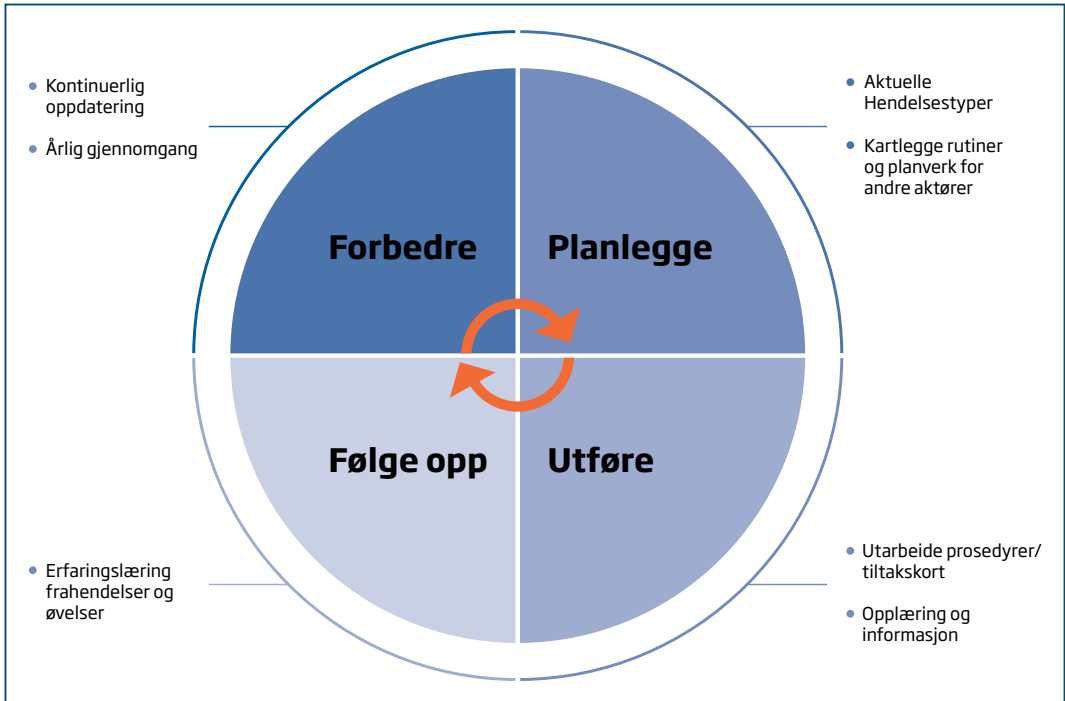 Kontinuerlig
oppdatering
Årlig gjennomgang
Aktuelle
Hendelsestyper
Kartlegge rutiner
og planverk for
andre aktører
Forbedre
Planlegge
Følge opp
Utføre
Erfaringslæring
frahendelser og
øvelser
Utarbeide prosedyrer/
tiltakskort
Opplæring og
informasjon